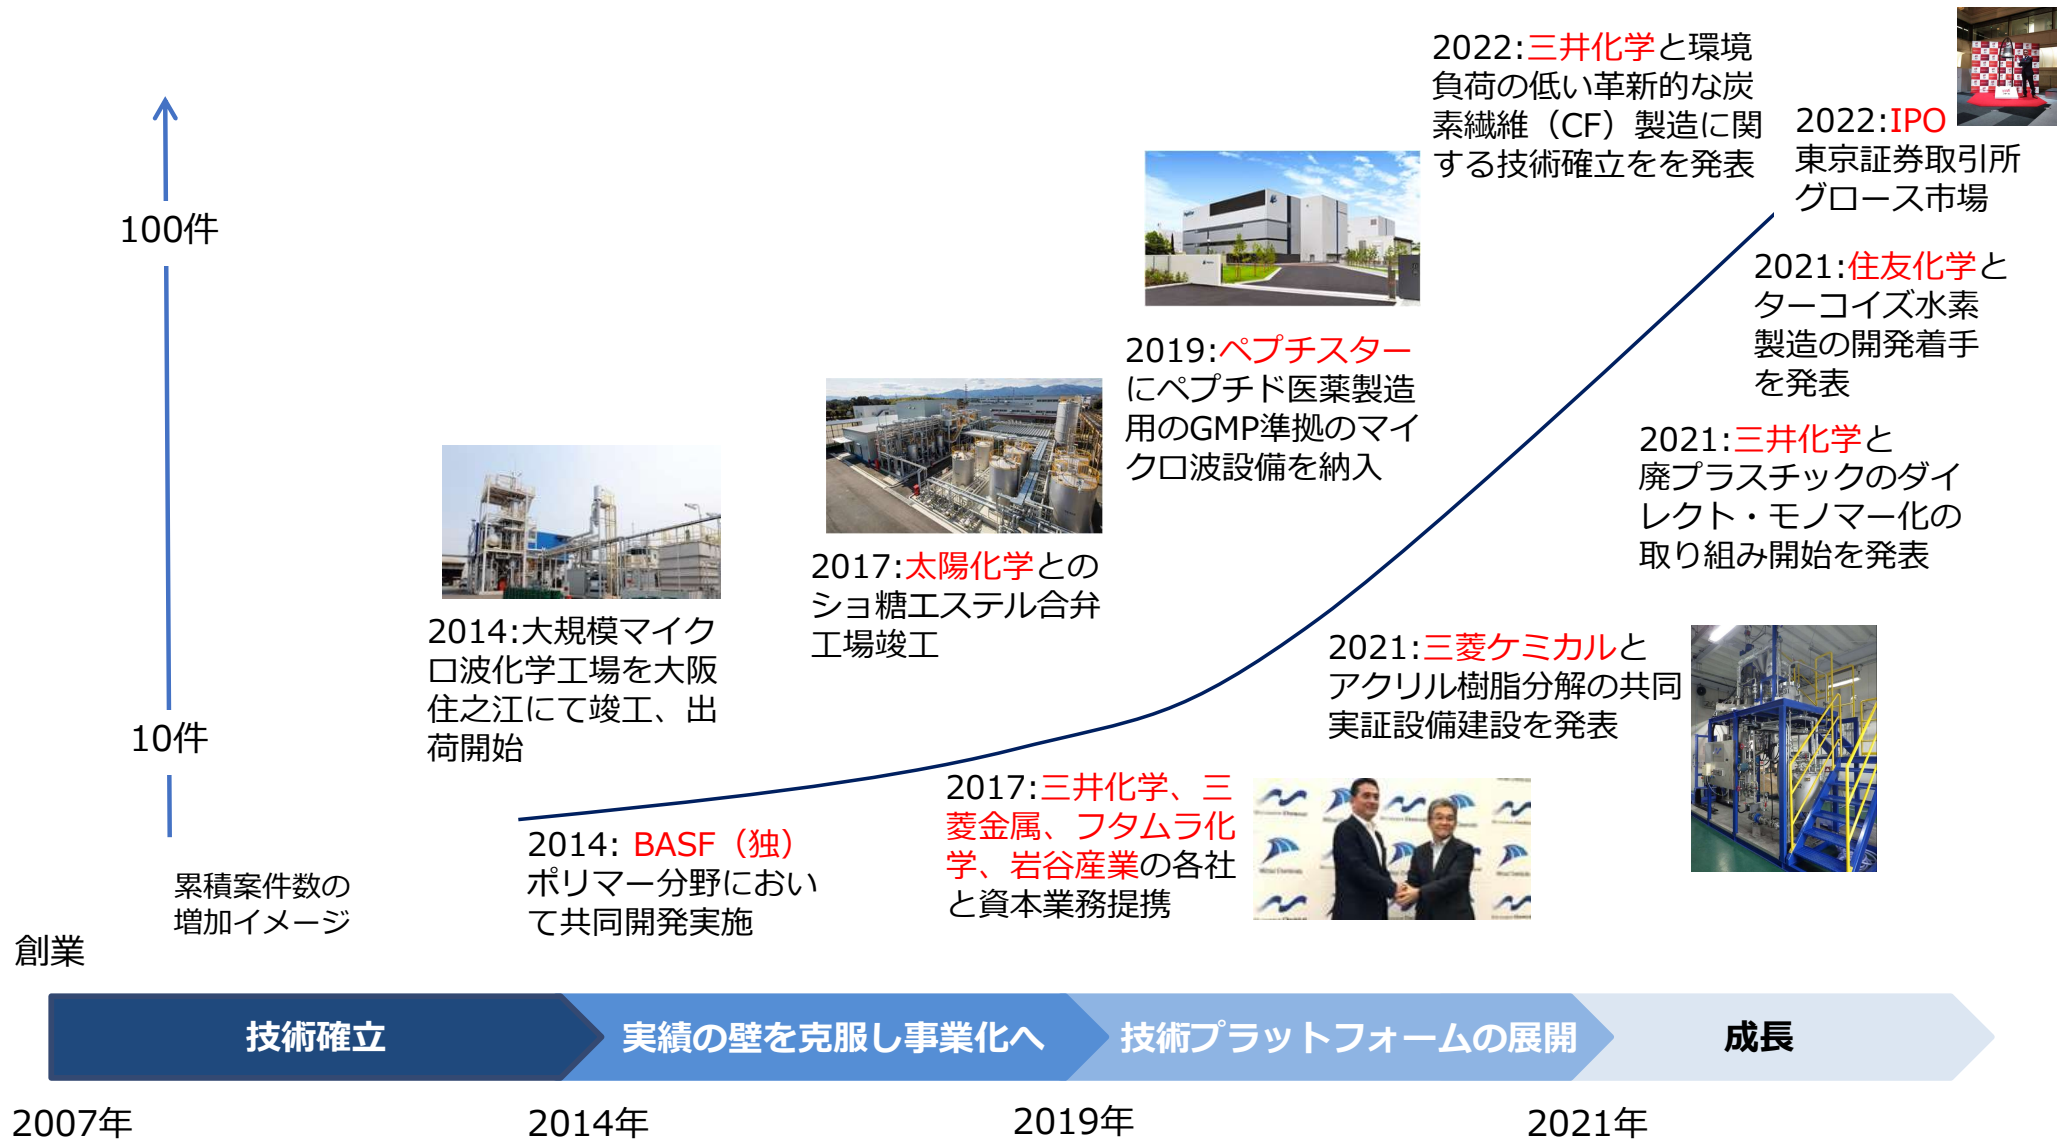 2022:三井化学と環境
負荷の低い革新的な炭
素繊維（CF）製造に関
する技術確立をを発表
2022:IPO
東京証券取引所
グロース市場
100件
2021:住友化学と
ターコイズ水素
製造の開発着手
を発表
2019:ペプチスター
にペプチド医薬製造
用のGMP準拠のマイ
クロ波設備を納入
2021:三井化学と
廃プラスチックのダイ
レクト・モノマー化の
取り組み開始を発表
2017:太陽化学との
ショ糖エステル合弁
工場竣工
2014:大規模マイク
ロ波化学工場を大阪
住之江にて竣工、出
荷開始
2021:三菱ケミカルと
アクリル樹脂分解の共同
実証設備建設を発表
10件
2017:三井化学、三
菱金属、フタムラ化
学、岩谷産業の各社
と資本業務提携
2014: BASF（独）
ポリマー分野におい
て共同開発実施
累積案件数の
増加イメージ
創業
技術確立
実績の壁を克服し事業化へ
技術プラットフォームの展開
成長
2007年
2014年
2019年
2021年